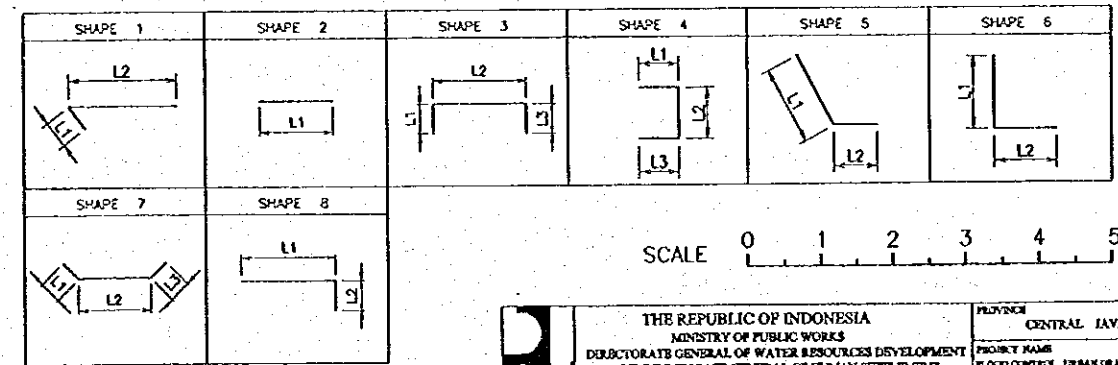 SHAPE 1
SHAPE 2
SHAPE 3
SHAPE 4
SHAPE 5
SHAPE 6
L2
L1
L1
L2
L1
L3
L1
L2
L3
L1
L2
L1
L2
SHAPE 7
SHAPE 8
L1
L2
L3
L1
L2
SCALE 0 1 2 3 4 5
THE REPUBLIC OF INDONESIA
MINISTRY OF PUBLIC WORKS
DIRECTORATE GENERAL OF WATER RESOURCES DEVELOPMENT
PROVINCE
CENTRAL JAV
PROJECT NAME